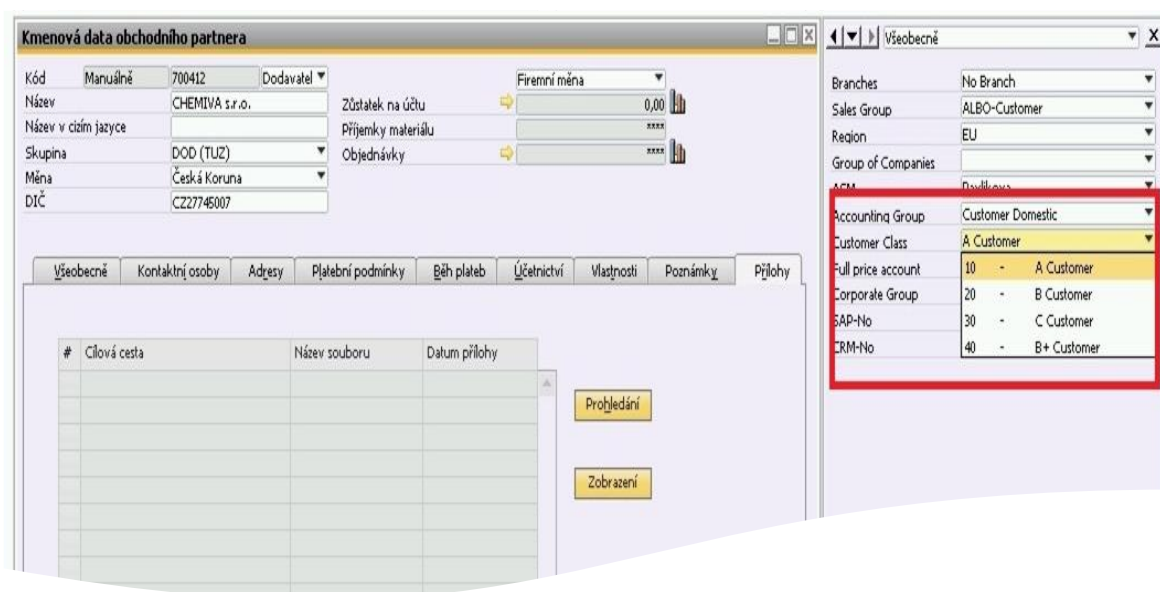 Kmenová data obchodního partnera
Kód Manuálně 700412 Dodavatel
Název CHEMIVA s.r.o.
Název v cizím jazyce
Skupina DOD (TUZ)
Měna Česká Koruna
DIČ CZ27745007
Firemní měna
Zůstatek na účtu 0,00
Příjemky materiálu ****
Objednávky ****
Všeobecně Kontaktní osoby Adresy Platební podmínky Běh plateb Účetnictví Vlastnosti Poznámky Přílohy
# Cílová cesta Název souboru Datum přílohy
Prohledání
Zobrazení
Všeobecně
Branches No Branch
Sales Group ALBO-Customer
Region EU
Group of Companies
ACM Pavlikova
Accounting Group Customer Domestic
Customer Class A Customer
Full price account 10 - A Customer
Corporate Group 20 - B Customer
SAP-No 30 - C Customer
CRM-No 40 - B+ Customer